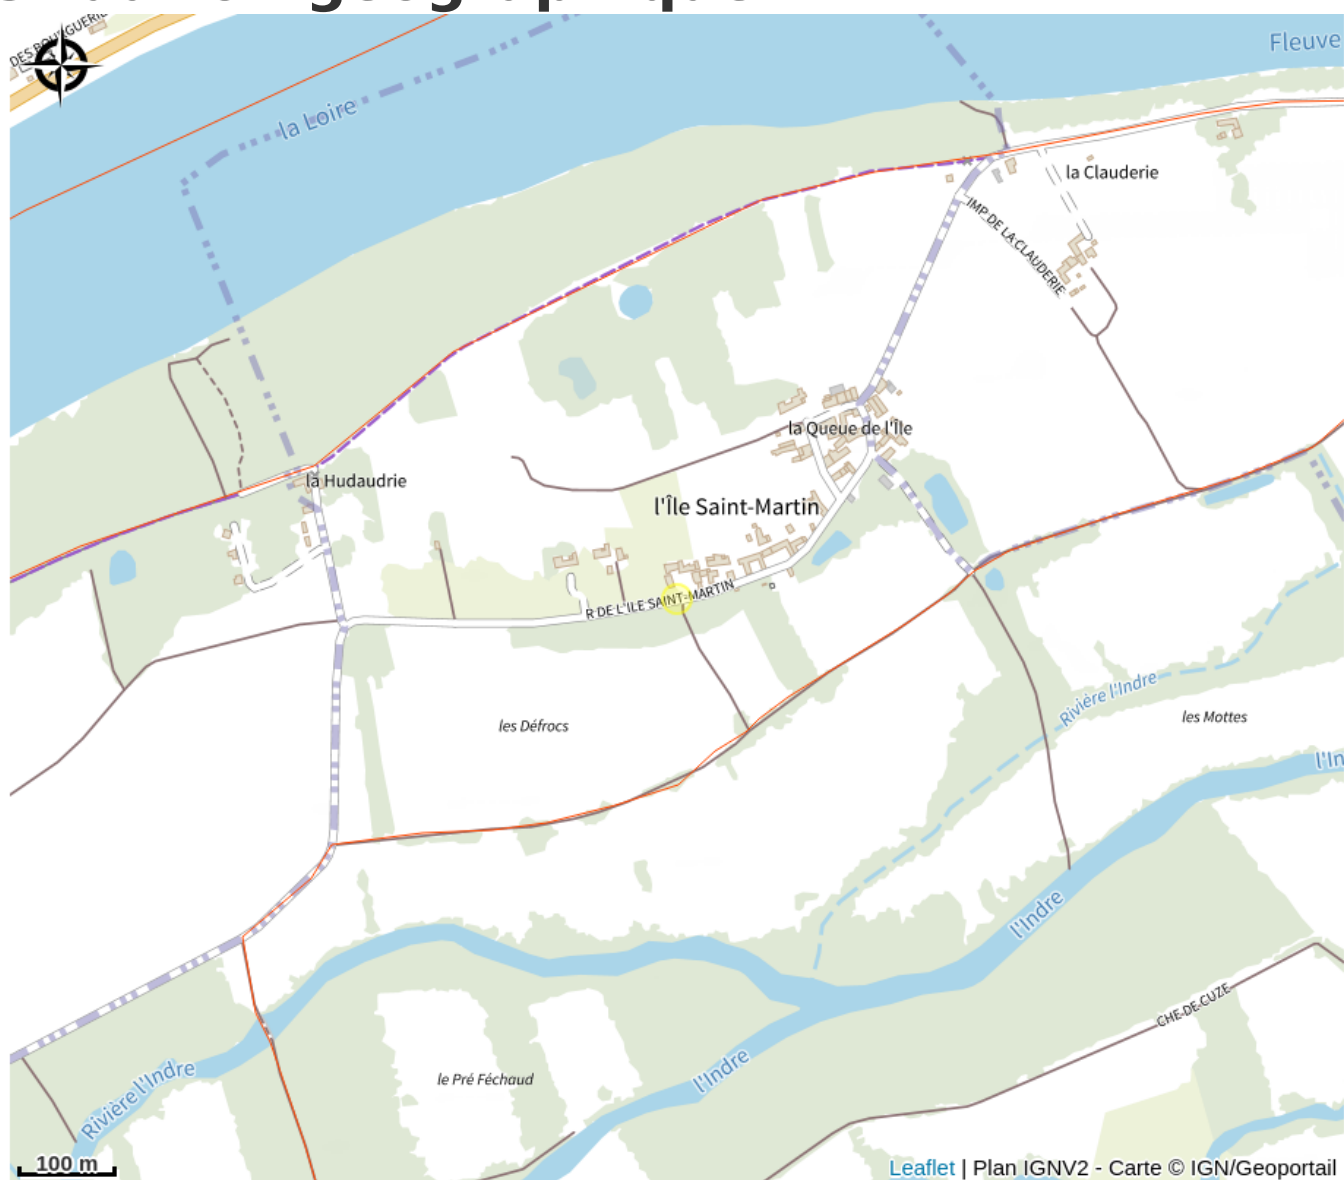 la Loire
Fleuve
la Clauderie
IMP DE LA CLAUDERIE
la Queue de l'Île
la Hudaudrie
l'Île Saint-Martin
R DE L'ILE SAINT-MARTIN
Rivière l'Indre
les Mottes
les Défrocs
l'In
l'Indre
CHE DE CUZE
l'Indre
Rivière l'Indre
le Pré Féchaud
100 m
Leaflet | Plan IGNV2 - Carte © IGN/Geoportail